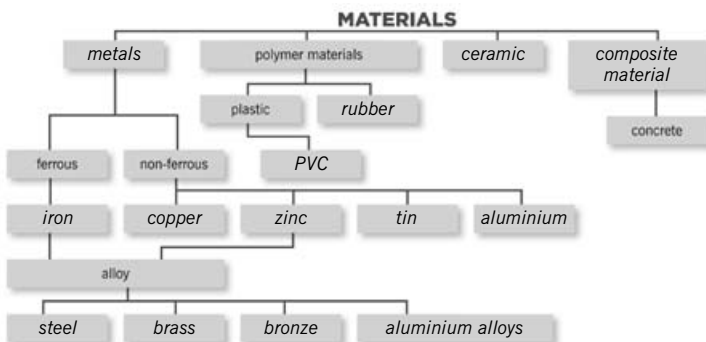 MATERIALS
metals
polymer materials
ceramic
composite
material
plastic
rubber
concrete
ferrous
non-ferrous
PVC
iron
copper
zinc
tin
aluminium
alloy
steel
brass
bronze
aluminium alloys